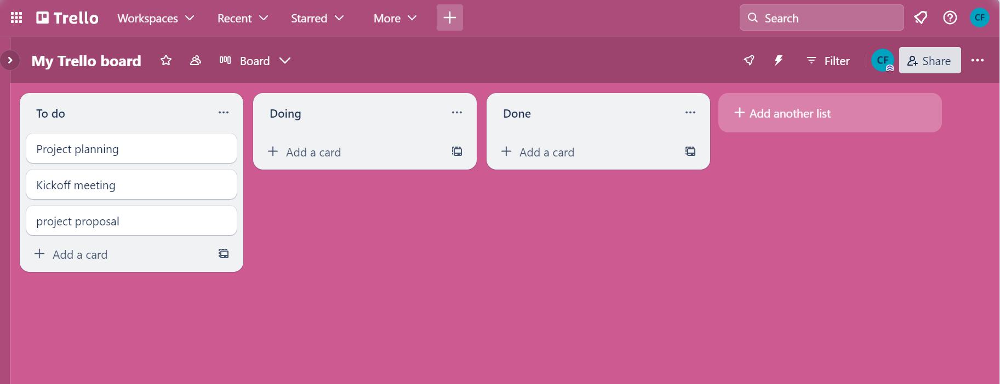 Trello Workspaces Recent Starred More Search CF
My Trello board Board Filter CF Share
To do
Project planning
Kickoff meeting
project proposal
Add a card
Doing
Add a card
Done
Add a card
Add another list